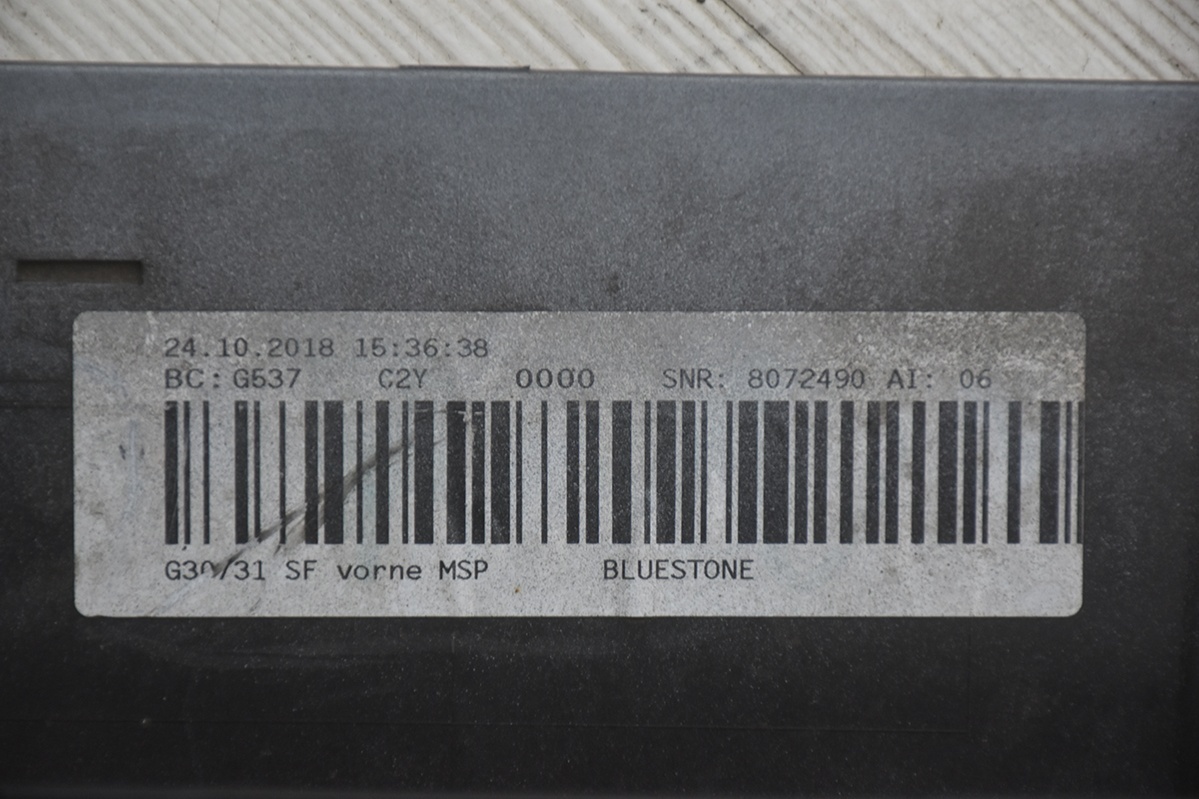 24.10.2018 15:36:38
BC: G537 C2Y 0000 SNR: 8072490 AI: 06
G30/31 SF vorne MSP BLUESTONE